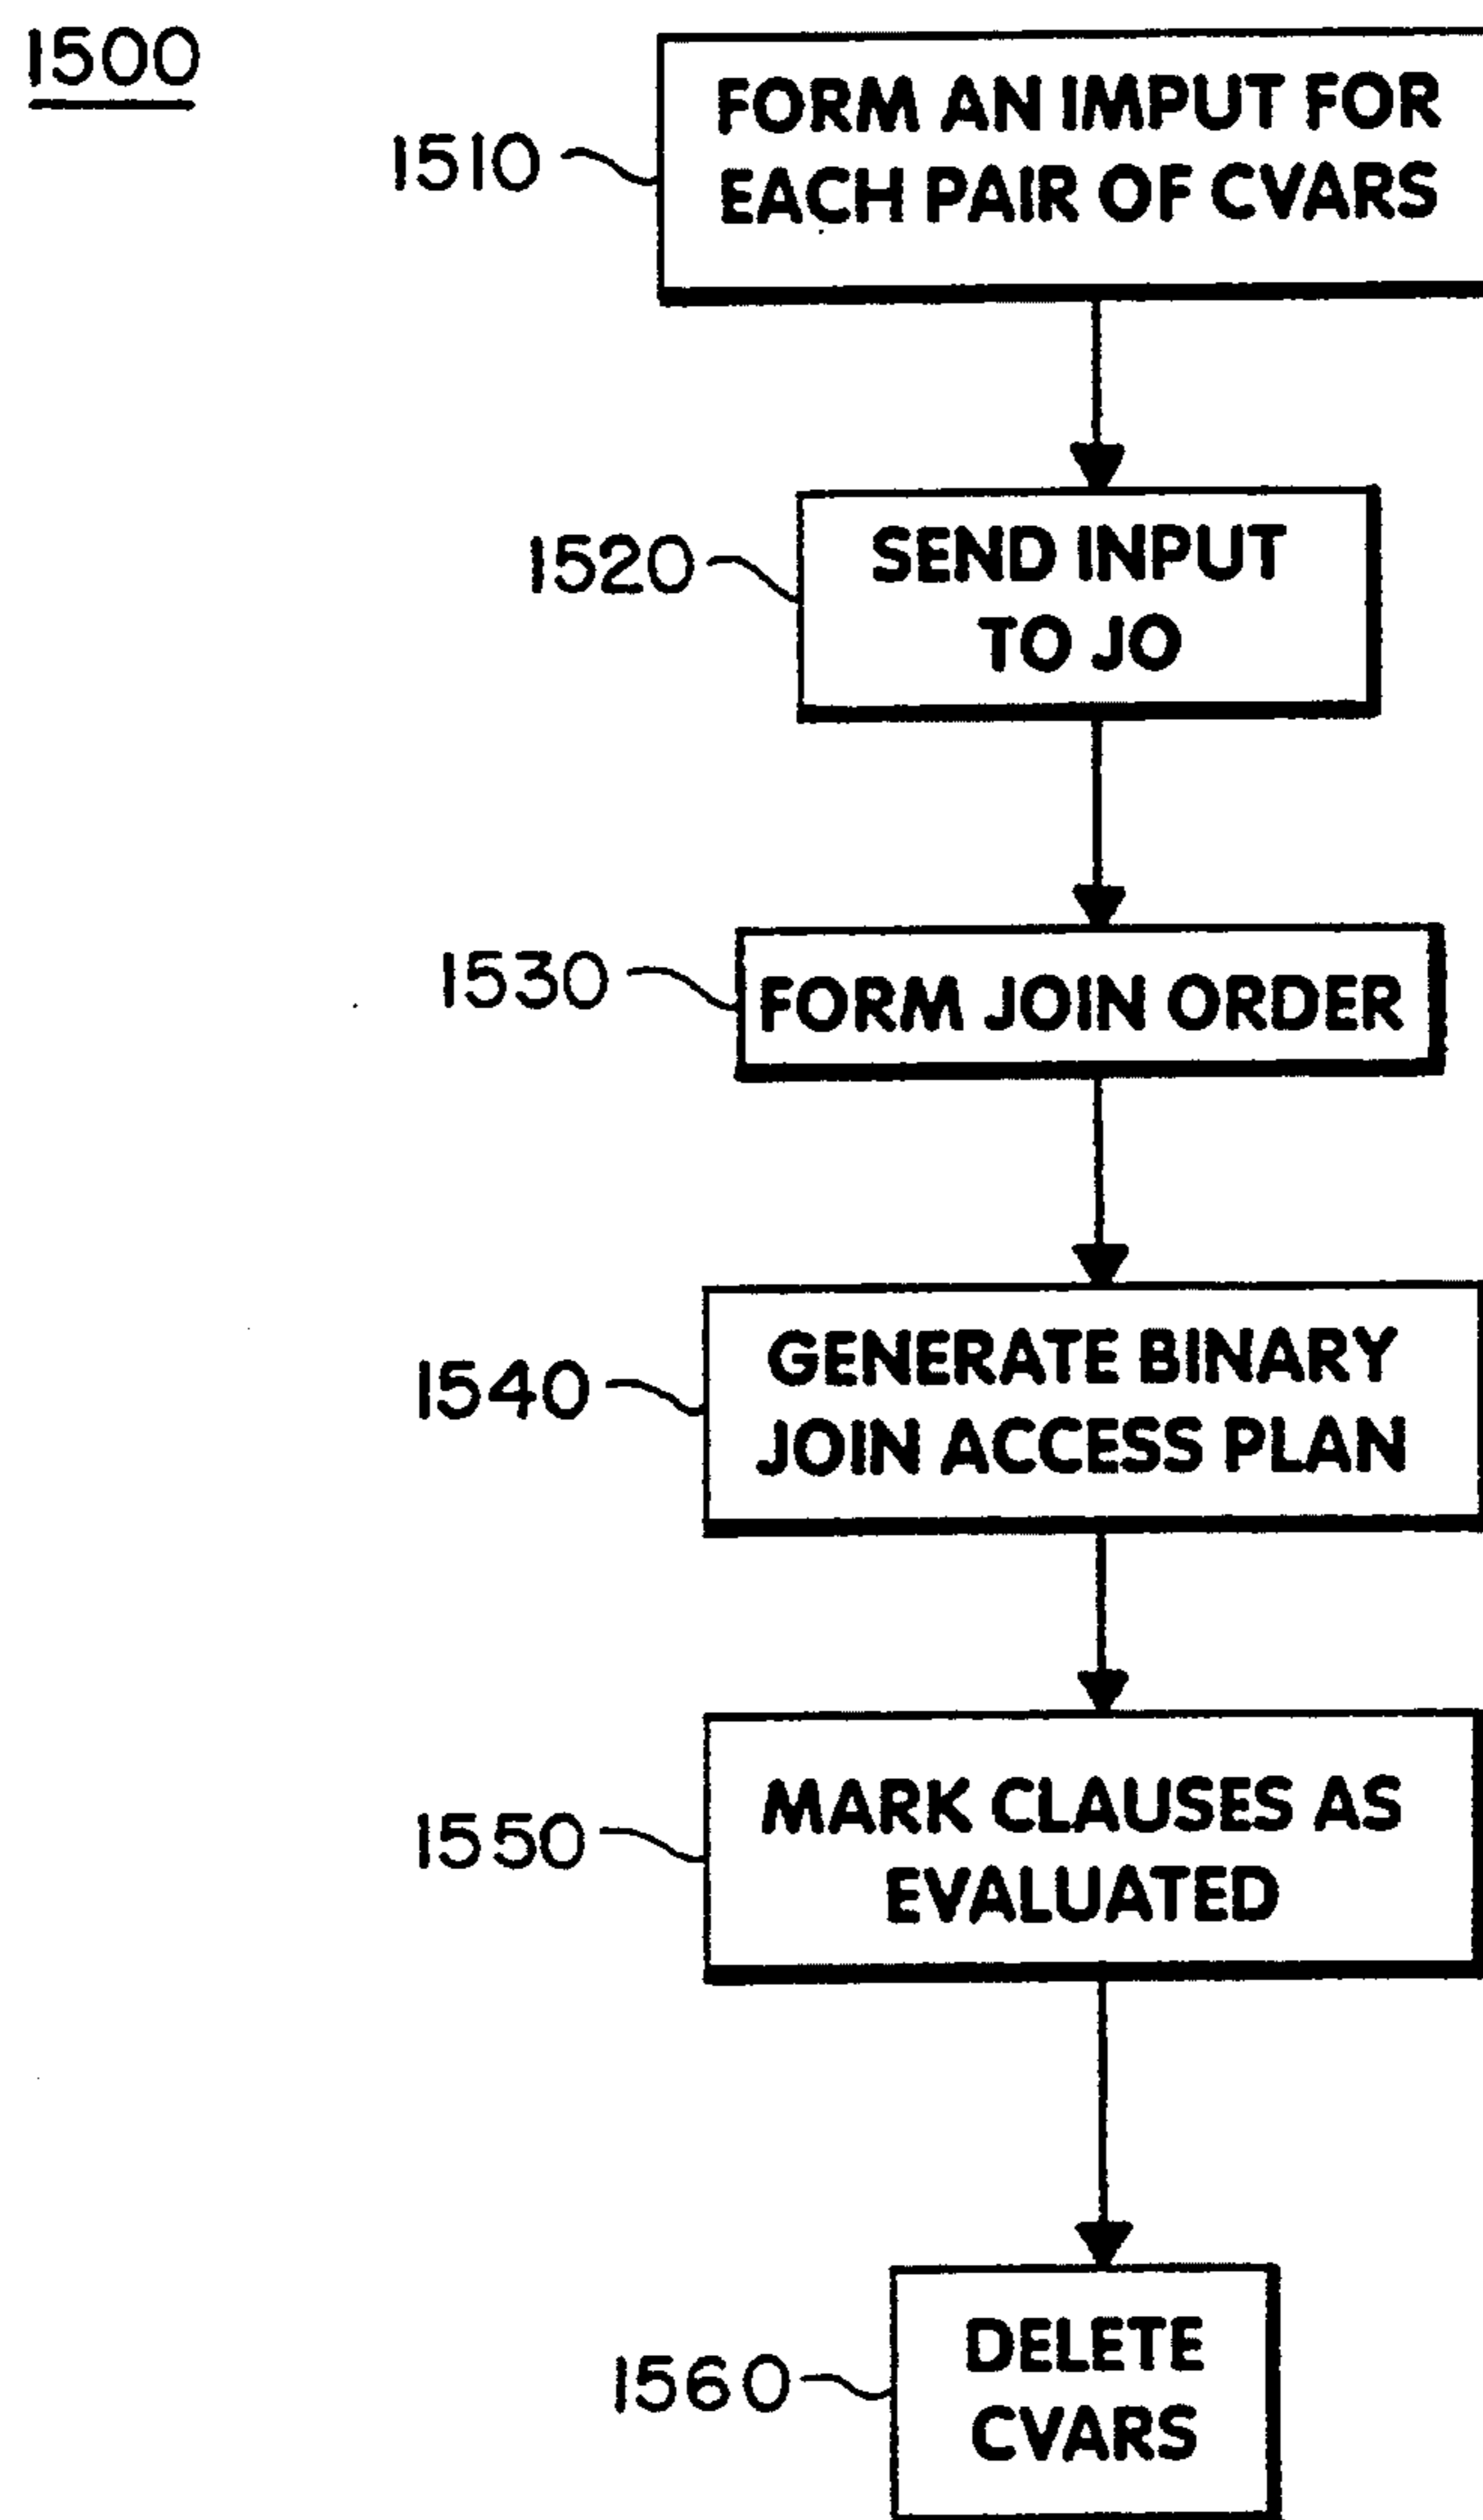 1500
1510
FORM AN IMPUT FOR
EACH PAIR OF CVARS
1520
SEND INPUT
TO JO
1530
FORM JOIN ORDER
1540
GENERATE BINARY
JOIN ACCESS PLAN
1550
MARK CLAUSES AS
EVALUATED
1560
DELETE
CVARS